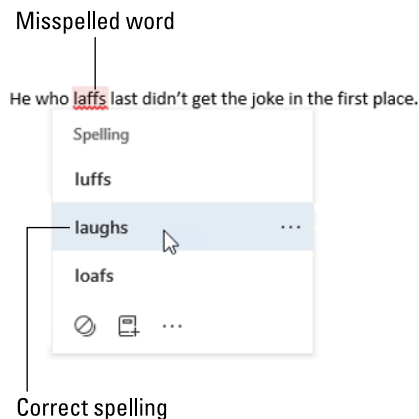 Misspelled word
He who laffs last didn't get the joke in the first place.
Spelling
luffs
laughs ...
loafs
...
Correct spelling